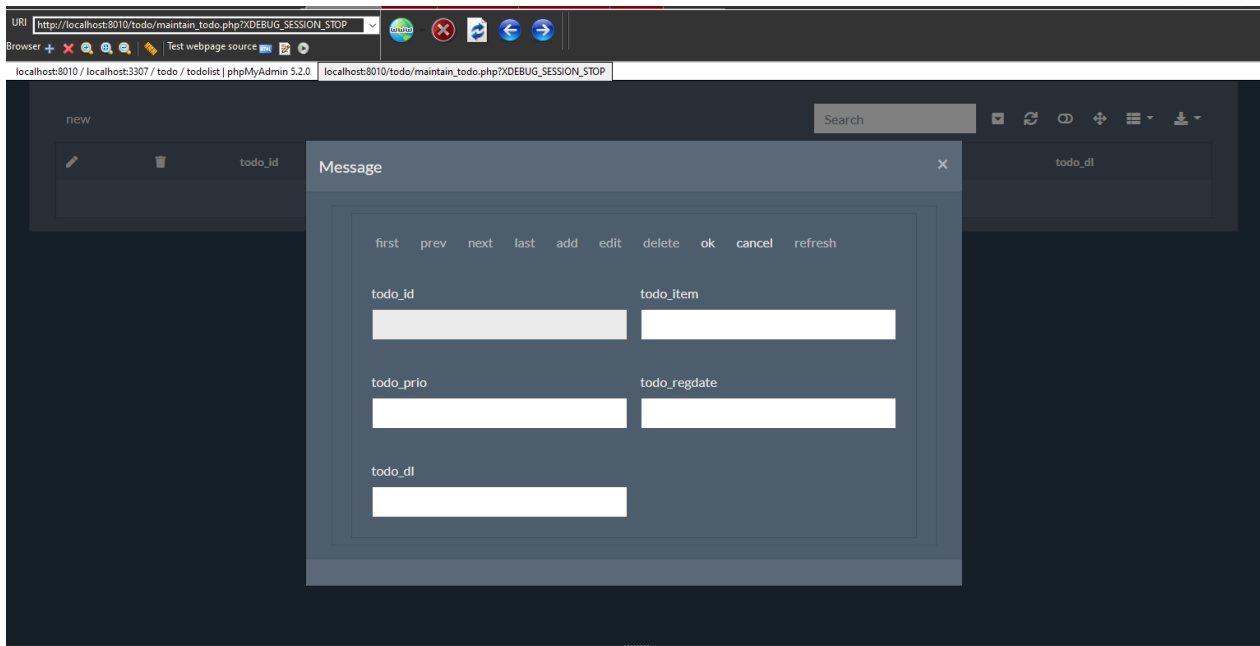 URI http://localhost:8010/todo/maintain_todo.php?XDEBUG_SESSION_STOP
Browser Test webpage source
localhost:8010 / localhost:3307 / todo / todolist | phpMyAdmin 5.2.0 localhost:8010/todo/maintain_todo.php?XDEBUG_SESSION_STOP
new Search
todo_id todo_dl
Message ×
first prev next last add edit delete ok cancel refresh
todo_id todo_item
todo_prio todo_regdate
todo_dl